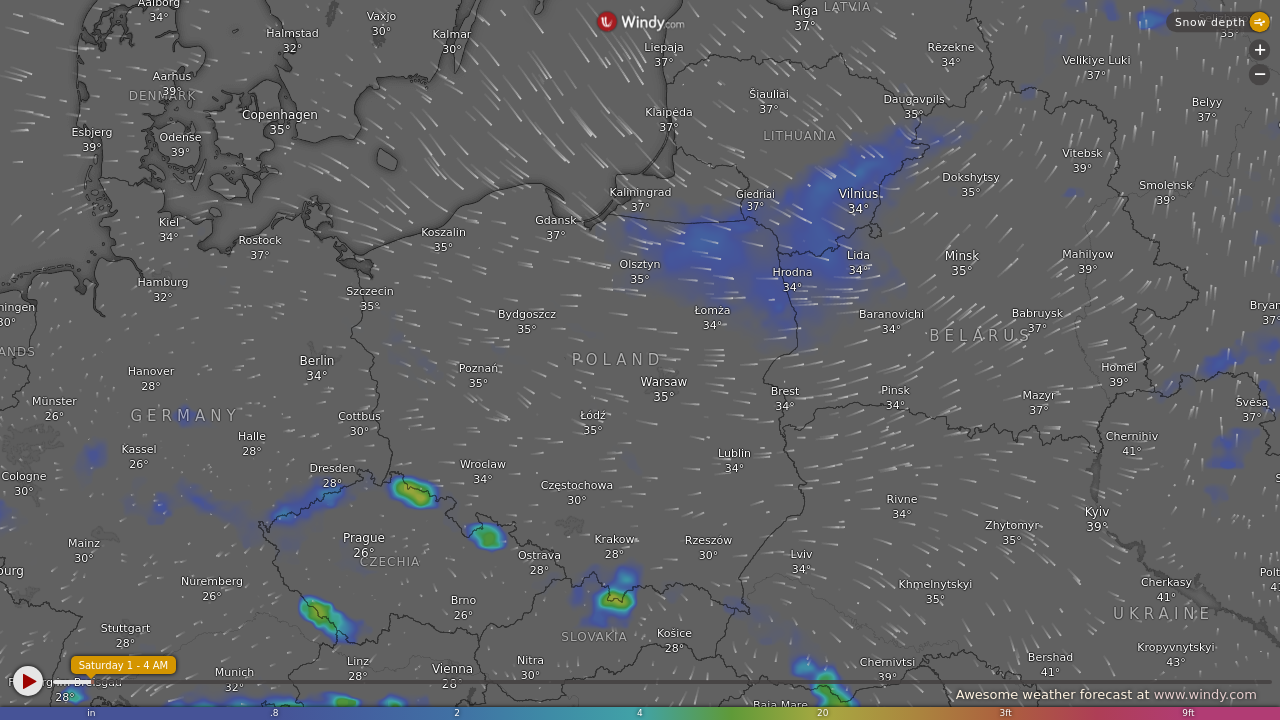 Aalborg
34°
Vaxjo
30°
Windy.com
Riga
37°
LATVIA
Snow depth
Halmstad
32°
Kalmar
30°
Liepaja
37°
Rēzekne
34°
Velikiye Luki
37°
+
−
Aarhus
39°
DENMARK
Copenhagen
35°
Klaipėda
37°
Šiauliai
37°
Daugavpils
35°
Belyy
37°
Esbjerg
39°
Odense
39°
LITHUANIA
Vitebsk
39°
Kaliningrad
37°
Giedriai
37°
Vilnius
34°
Dokshytsy
35°
Smolensk
39°
Kiel
34°
Rostock
37°
Koszalin
35°
Gdansk
37°
Olsztyn
35°
Hrodna
34°
Lida
34°
Minsk
35°
Mahilyow
39°
Hamburg
32°
Szczecin
35°
Bydgoszcz
35°
Łomża
34°
Baranovichi
34°
Babruysk
37°
BELARUS
POLAND
Berlin
34°
Hanover
28°
Poznań
35°
Warsaw
35°
Brest
34°
Pinsk
34°
Homel
39°
Mazyr
37°
Münster
26°
GERMANY
Cottbus
30°
Łódź
35°
Svesa
37°
Halle
28°
Kassel
26°
Chernihiv
41°
Lublin
34°
Cologne
30°
Dresden
28°
Wroclaw
34°
Częstochowa
30°
Rivne
34°
Kyiv
39°
Mainz
30°
Prague
26°
CZECHIA
Ostrava
28°
Krakow
28°
Rzeszów
30°
Lviv
34°
Zhytomyr
35°
Nuremberg
26°
Brno
26°
Khmelnytskyi
35°
Cherkasy
41°
UKRAINE
Stuttgart
28°
SLOVAKIA
Košice
28°
Saturday 1 - 4 AM
Munich
32°
Linz
28°
Vienna
28°
Nitra
30°
Chernivtsi
39°
Bershad
41°
Kropyvnytskyi
43°
28°
Baia Mare
Awesome weather forecast at www.windy.com
in .8 2 4 20 3ft 9ft